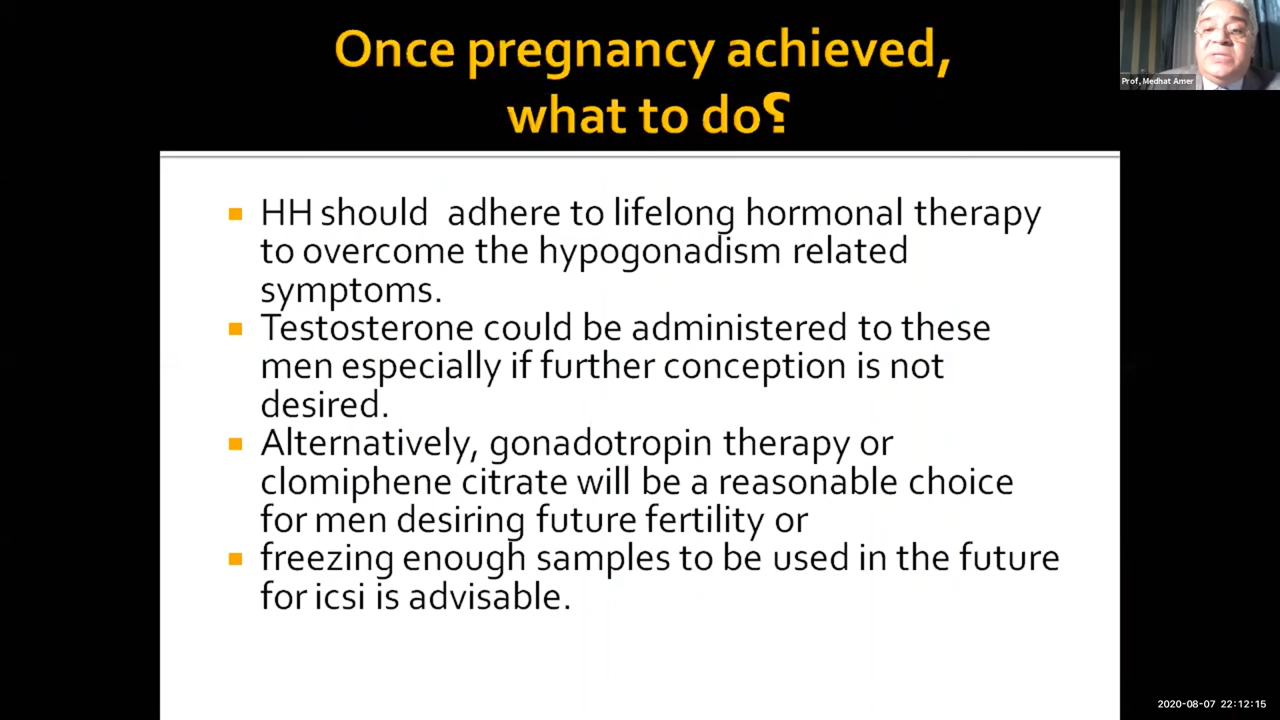 Once pregnancy achieved,
what to do؟
Prof, Medhat Amer
HH should adhere to lifelong hormonal therapy
to overcome the hypogonadism related
symptoms.
Testosterone could be administered to these
men especially if further conception is not
desired.
Alternatively, gonadotropin therapy or
clomiphene citrate will be a reasonable choice
for men desiring future fertility or
freezing enough samples to be used in the future
for icsi is advisable.
2020-08-07 22:12:15